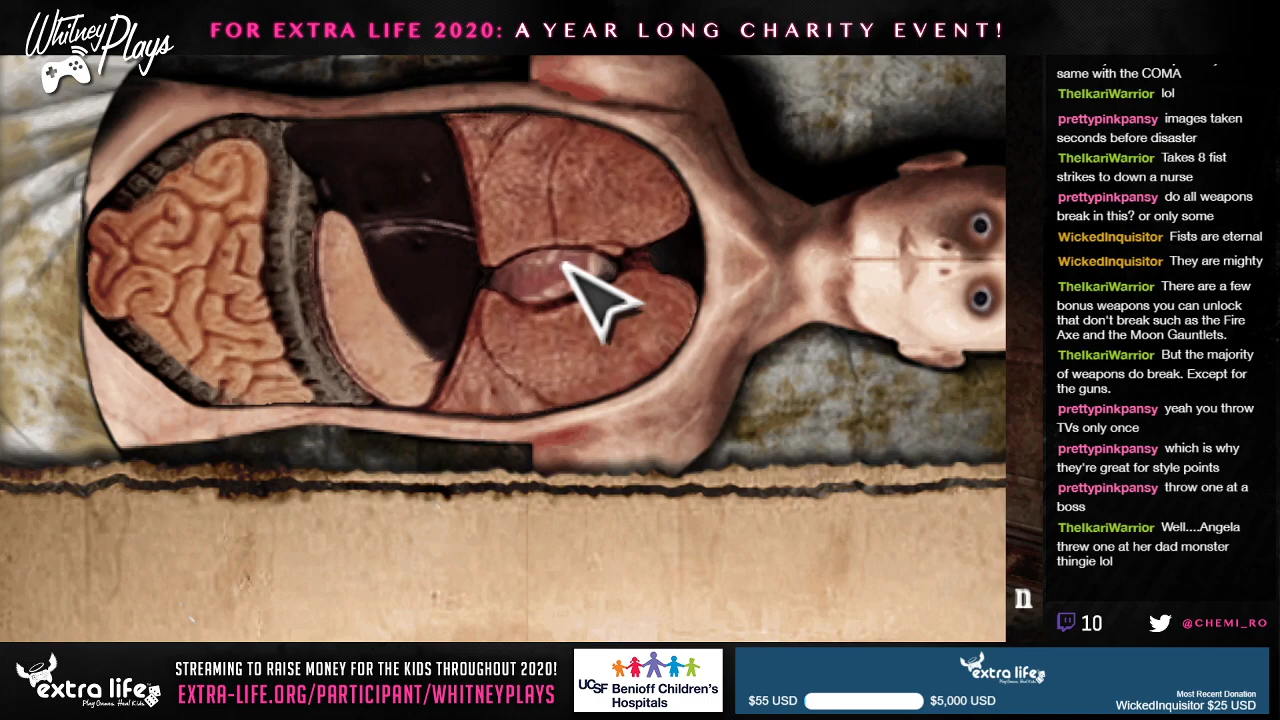 Whitney Plays
FOR EXTRA LIFE 2020: A YEAR LONG CHARITY EVENT!
same with the COMA
TheIkariWarrior lol
prettypinkpansy images taken
seconds before disaster
TheIkariWarrior Takes 8 fist
strikes to down a nurse
prettypinkpansy do all weapons
break in this? or only some
WickedInquisitor Fists are eternal
WickedInquisitor They are mighty
TheIkariWarrior There are a few
bonus weapons you can unlock
that don't break such as the Fire
Axe and the Moon Gauntlets.
TheIkariWarrior But the majority
of weapons do break. Except for
the guns.
prettypinkpansy yeah you throw
TVs only once
prettypinkpansy which is why
they're great for style points
prettypinkpansy throw one at a
boss
TheIkariWarrior Well....Angela
threw one at her dad monster
thingie lol
n
10
@CHEMI_RO
extra life
Play Games. Heal Kids.
STREAMING TO RAISE MONEY FOR THE KIDS THROUGHOUT 2020!
EXTRA-LIFE.ORG/PARTICIPANT/WHITNEYPLAYS
UCSF Benioff Children's
Hospitals
extra life
Play Games. Heal Kids.
$55 USD $5,000 USD
Most Recent Donation
WickedInquisitor $25 USD